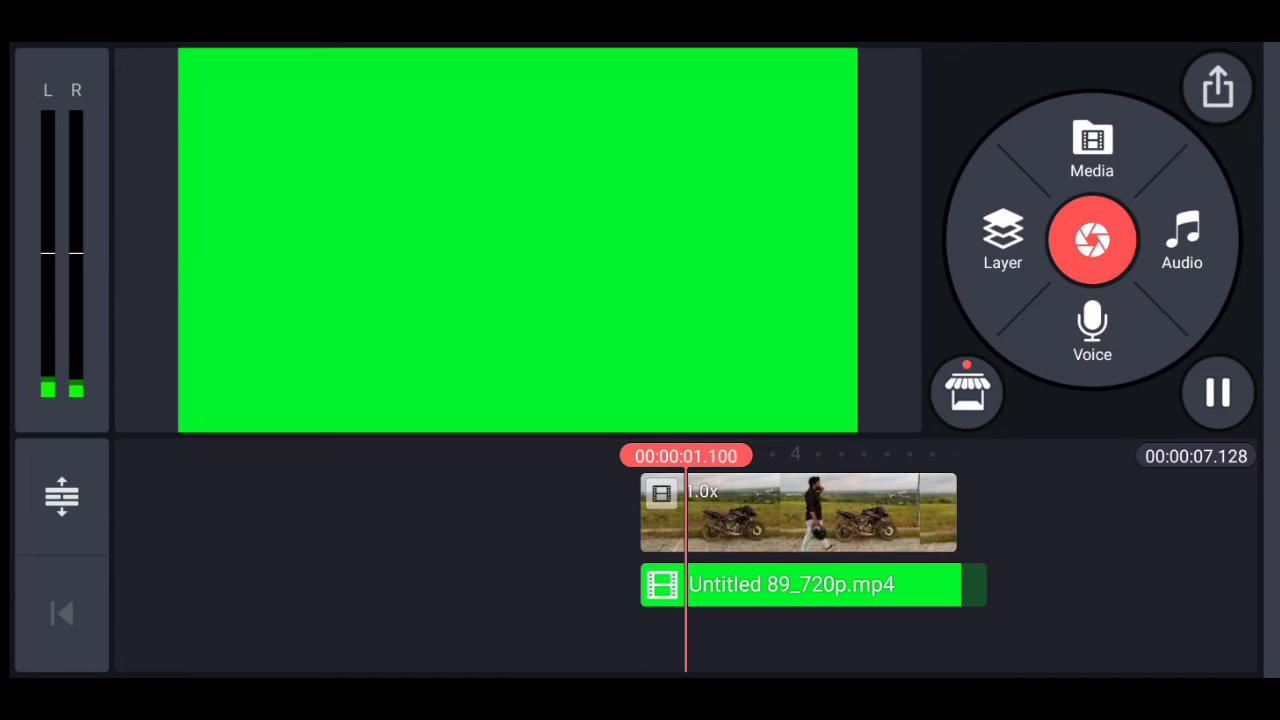 L R
Media
Layer
Audio
Voice
00:00:01.100
4
00:00:07.128
1.0x
Untitled 89_720p.mp4